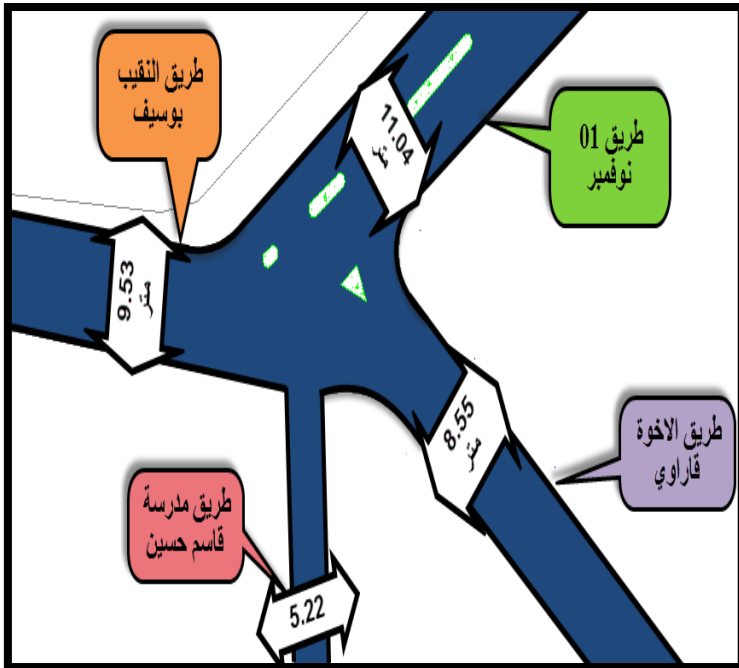 طريق النقيب
بوسيف
طريق 01
نوفمبر
11.04
متر
9.53
متر
8.55
متر
طريق الاخوة
قاراوي
طريق مدرسة
قاسم حسين
5.22